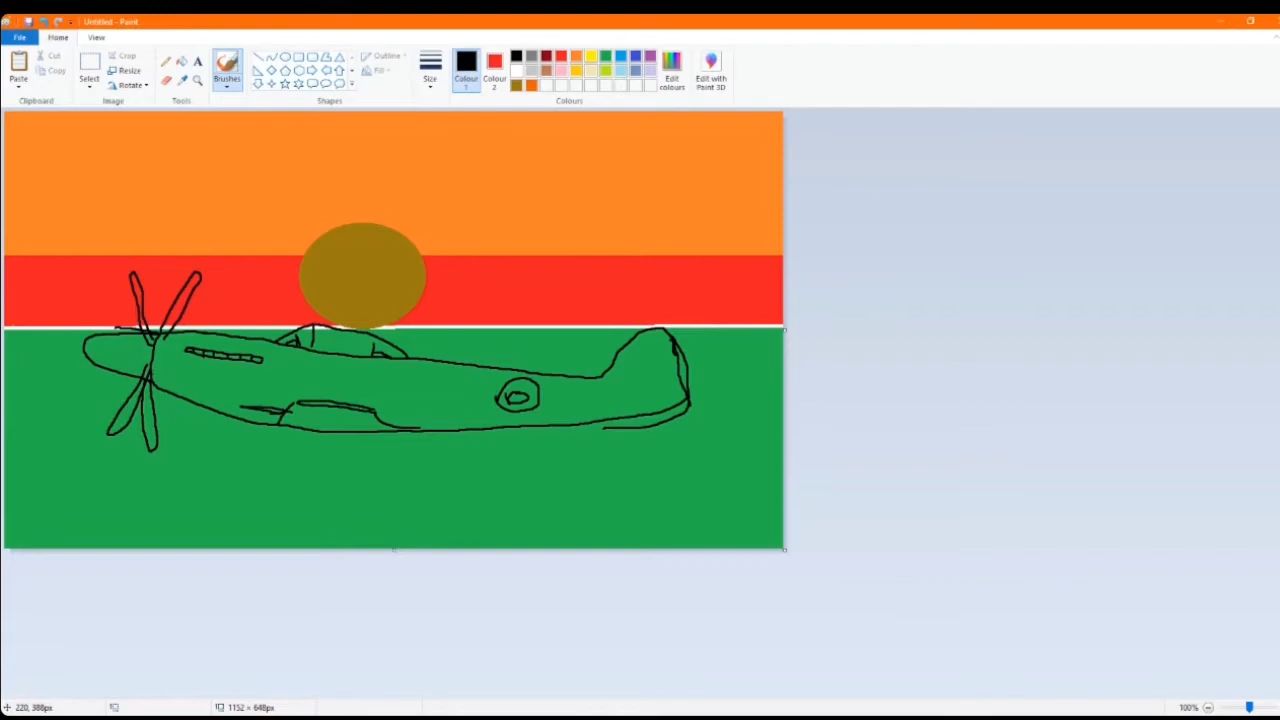 Untitled - Paint
File Home View
Paste
Cut
Copy
Clipboard
Select
Crop
Resize
Rotate
Image
A
Tools
Brushes
Outline
Fill
Shapes
Size
Colour 1
Colour 2
Edit colours
Edit with Paint 3D
Colours
220, 388px
1152 × 648px
100%